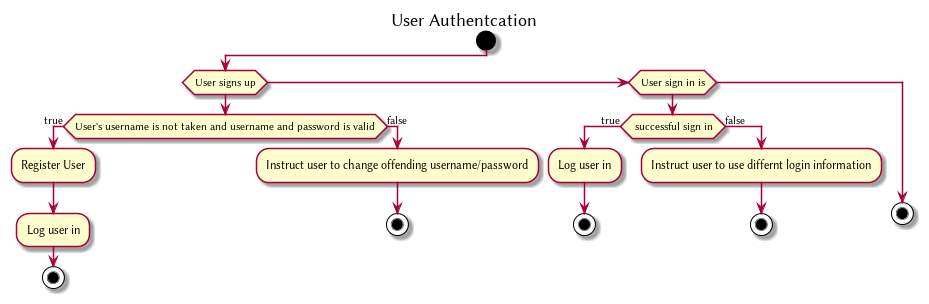 User Authentcation
User signs up
User sign in is
true
User's username is not taken and username and password is valid
false
true
successful sign in
false
Register User
Instruct user to change offending username/password
Log user in
Instruct user to use differnt login information
Log user in